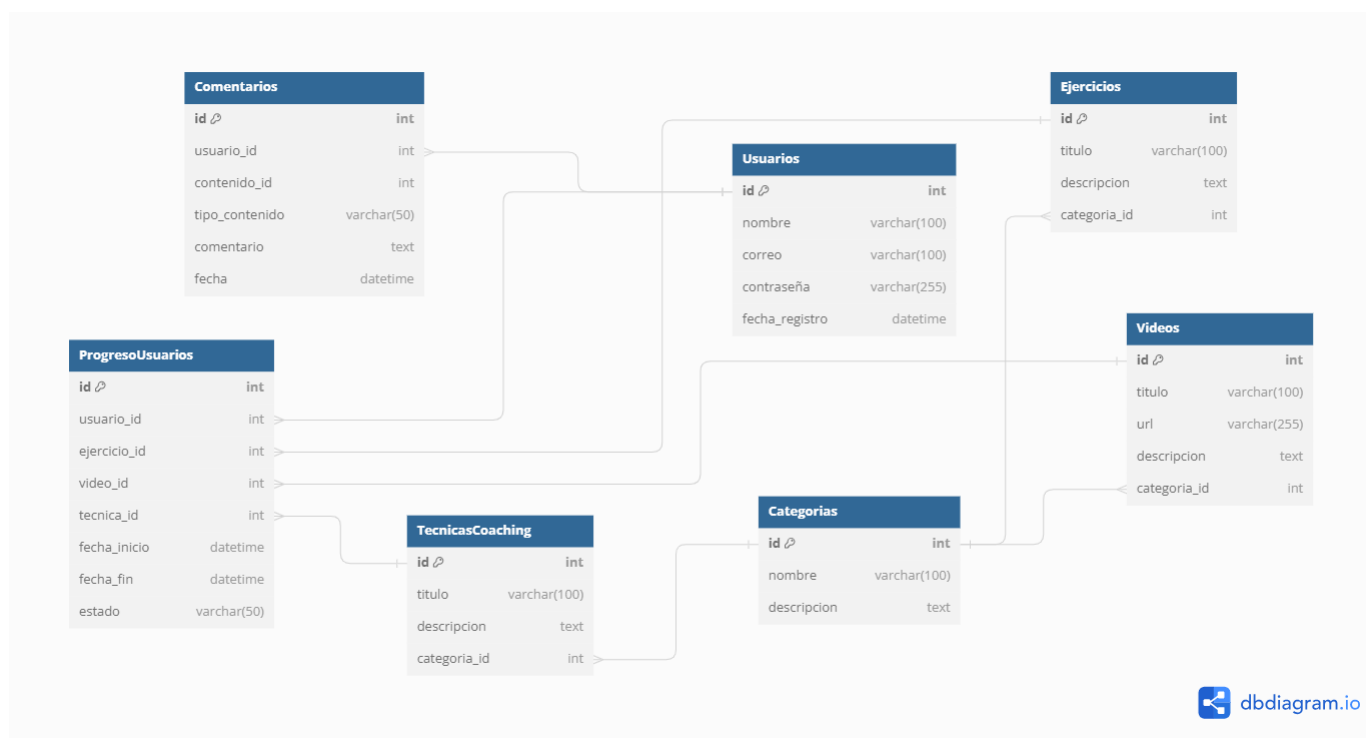 Comentarios
id int
usuario_id int
contenido_id int
tipo_contenido varchar(50)
comentario text
fecha datetime
Usuarios
id int
nombre varchar(100)
correo varchar(100)
contraseña varchar(255)
fecha_registro datetime
Ejercicios
id int
titulo varchar(100)
descripcion text
categoria_id int
ProgresoUsuarios
id int
usuario_id int
ejercicio_id int
video_id int
tecnica_id int
fecha_inicio datetime
fecha_fin datetime
estado varchar(50)
TecnicasCoaching
id int
titulo varchar(100)
descripcion text
categoria_id int
Categorias
id int
nombre varchar(100)
descripcion text
Videos
id int
titulo varchar(100)
url varchar(255)
descripcion text
categoria_id int
dbdiagram.io